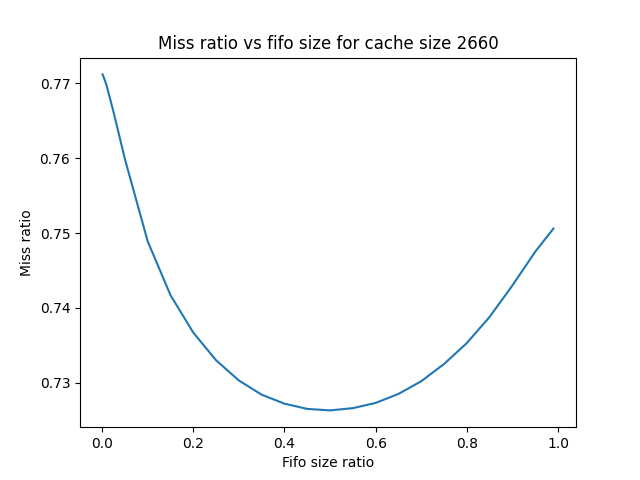 Miss ratio vs fifo size for cache size 2660
0.77
0.76
0.75
0.74
0.73
Miss ratio
0.0 0.2 0.4 0.6 0.8 1.0
Fifo size ratio